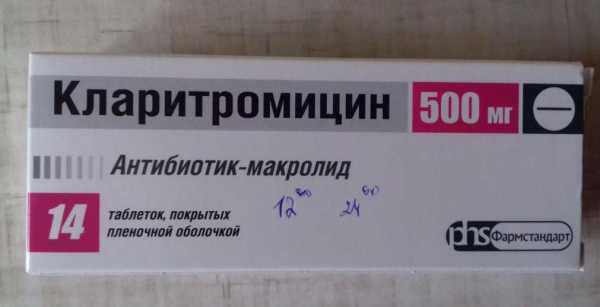 Кларитромицин 500 мг
Антибиотик-макролид
14 таблеток, покрытых
пленочной оболочкой
12⁰⁰ 24⁰⁰
phs Фармстандарт